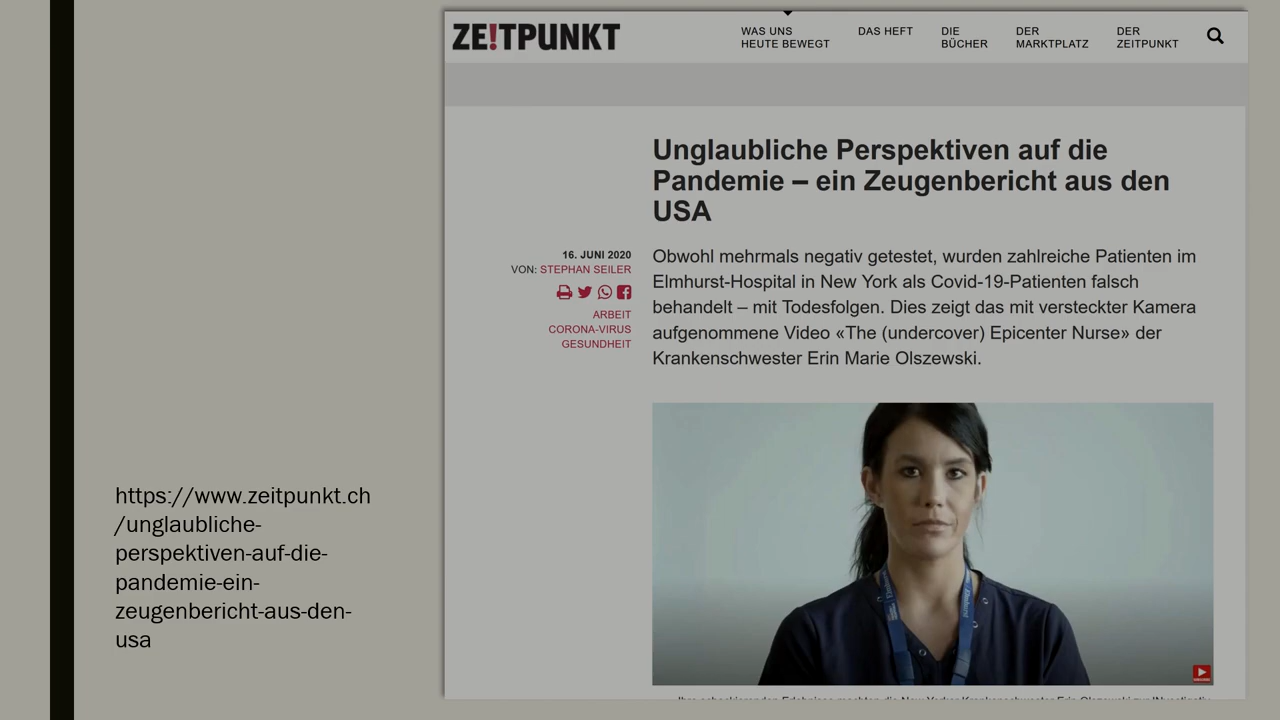 ZE!TPUNKT
WAS UNS
HEUTE BEWEGT
DAS HEFT
DIE
BÜCHER
DER
MARKTPLATZ
DER
ZEITPUNKT
Unglaubliche Perspektiven auf die
Pandemie – ein Zeugenbericht aus den
USA
16. JUNI 2020
VON: STEPHAN SEILER
ARBEIT
CORONA-VIRUS
GESUNDHEIT
Obwohl mehrmals negativ getestet, wurden zahlreiche Patienten im
Elmhurst-Hospital in New York als Covid-19-Patienten falsch
behandelt – mit Todesfolgen. Dies zeigt das mit versteckter Kamera
aufgenommene Video «The (undercover) Epicenter Nurse» der
Krankenschwester Erin Marie Olszewski.
https://www.zeitpunkt.ch
/unglaubliche-
perspektiven-auf-die-
pandemie-ein-
zeugenbericht-aus-den-
usa